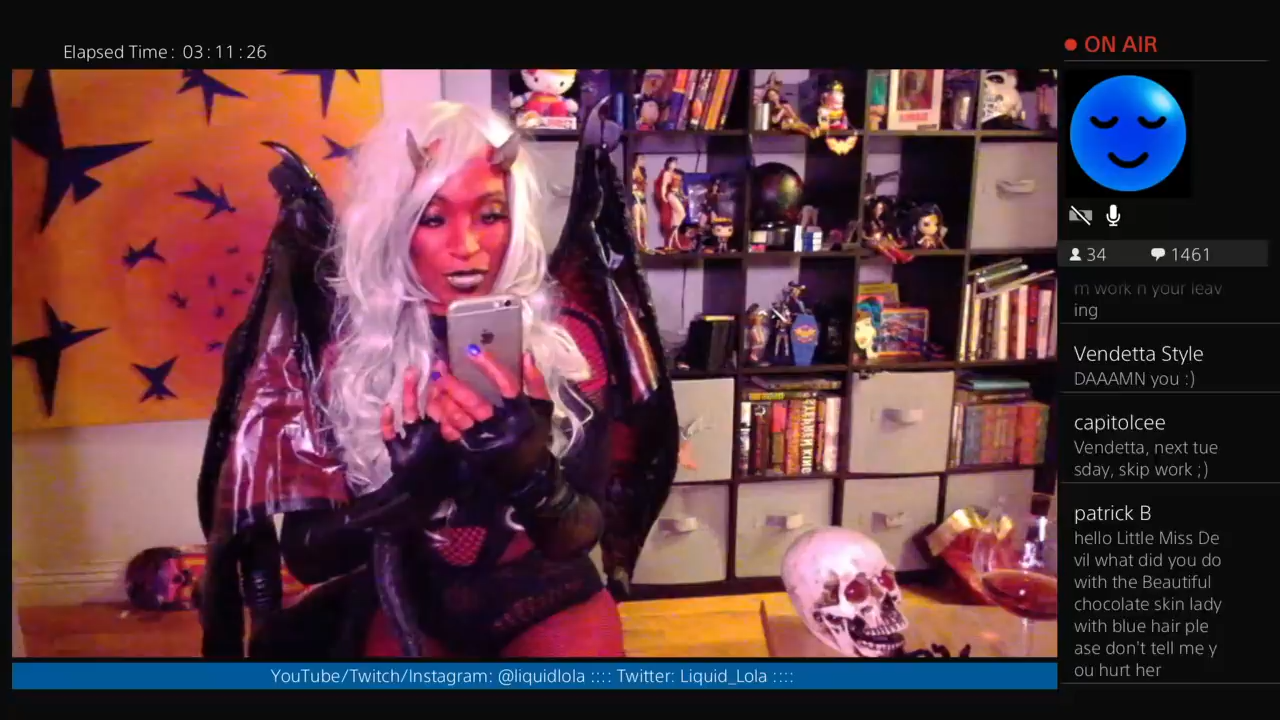 Elapsed Time: 03:11:26
ON AIR
34
1461
m work n your leav
ing
Vendetta Style
DAAAMN you :)
capitolcee
Vendetta, next tue
sday, skip work ;)
patrick B
hello Little Miss De
vil what did you do
with the Beautiful
chocolate skin lady
with blue hair ple
ase don't tell me y
ou hurt her
STEPHEN KING
YouTube/Twitch/Instagram: @liquidlola :::: Twitter: Liquid_Lola ::::